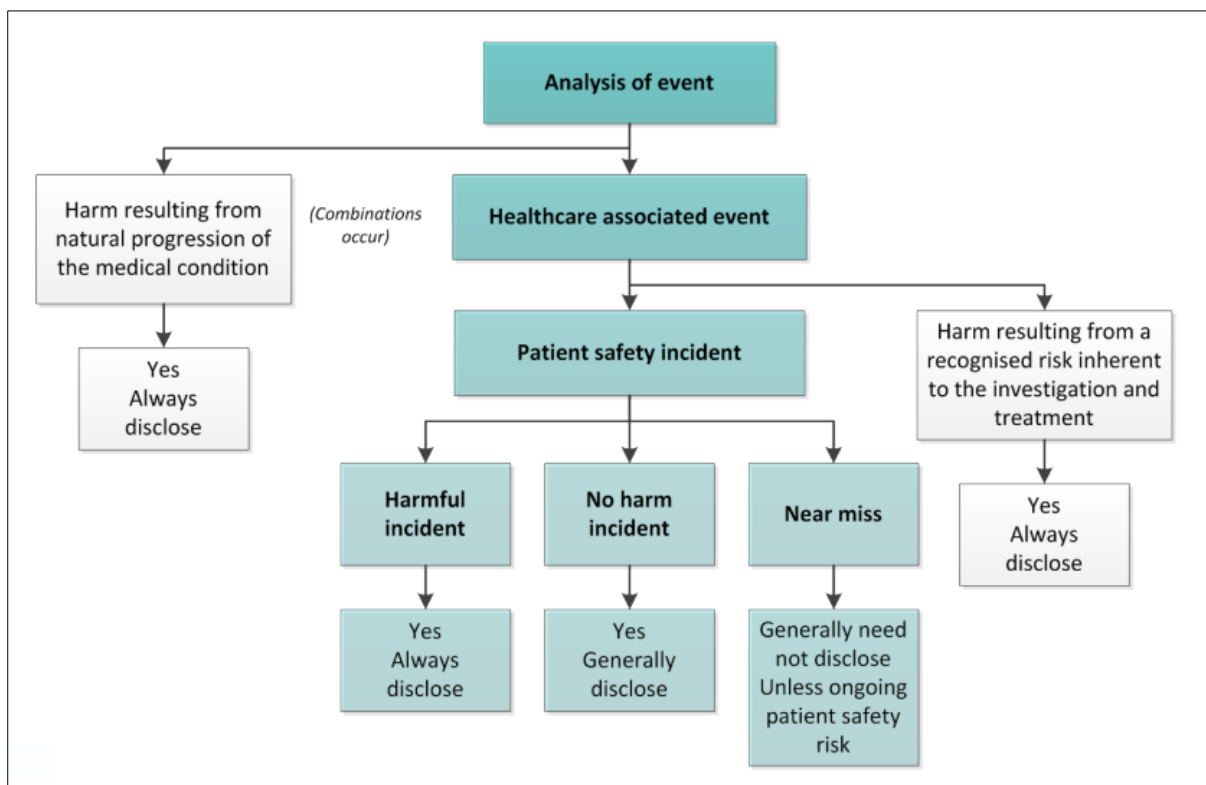 Analysis of event
Harm resulting from
natural progression of
the medical condition
(Combinations
occur)
Healthcare associated event
Yes
Always
disclose
Patient safety incident
Harm resulting from a
recognised risk inherent
to the investigation and
treatment
Harmful
incident
No harm
incident
Near miss
Yes
Always
disclose
Yes
Always
disclose
Yes
Generally
disclose
Generally need
not disclose
Unless ongoing
patient safety
risk